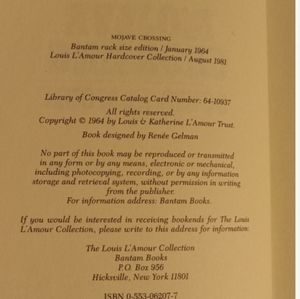 MOJAVE CROSSING
Bantam rack size edition / January 1964
Louis L'Amour Hardcover Collection / August 1981
Library of Congress Catalog Card Number: 64-10937
All rights reserved.
Copyright © 1964 by Louis & Katherine L'Amour Trust.
Book designed by Renée Gelman
No part of this book may be reproduced or transmitted
in any form or by any means, electronic or mechanical,
including photocopying, recording, or by any information
storage and retrieval system, without permission in writing
from the publisher.
For information address: Bantam Books.
If you would be interested in receiving bookends for The Louis
L'Amour Collection, please write to this address for information:
The Louis L'Amour Collection
Bantam Books
P.O. Box 956
Hicksville, New York 11801
ISBN 0-553-06207-7